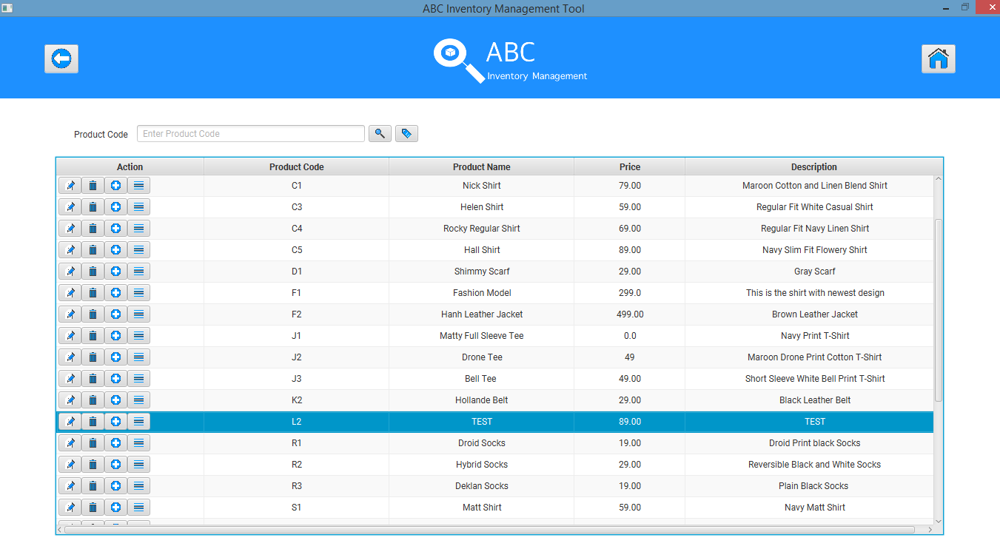 ABC Inventory Management Tool
ABC
Inventory Management
Product Code Enter Product Code
Action Product Code Product Name Price Description
C1 Nick Shirt 79.00 Maroon Cotton and Linen Blend Shirt
C3 Helen Shirt 59.00 Regular Fit White Casual Shirt
C4 Rocky Regular Shirt 69.00 Regular Fit Navy Linen Shirt
C5 Hall Shirt 89.00 Navy Slim Fit Flowery Shirt
D1 Shimmy Scarf 29.00 Gray Scarf
F1 Fashion Model 299.0 This is the shirt with newest design
F2 Hanh Leather Jacket 499.00 Brown Leather Jacket
J1 Matty Full Sleeve Tee 0.0 Navy Print T-Shirt
J2 Drone Tee 49 Maroon Drone Print Cotton T-Shirt
J3 Bell Tee 49.00 Short Sleeve White Bell Print T-Shirt
K2 Hollande Belt 29.00 Black Leather Belt
L2 TEST 89.00 TEST
R1 Droid Socks 19.00 Droid Print black Socks
R2 Hybrid Socks 29.00 Reversible Black and White Socks
R3 Deklan Socks 19.00 Plain Black Socks
S1 Matt Shirt 59.00 Navy Matt Shirt